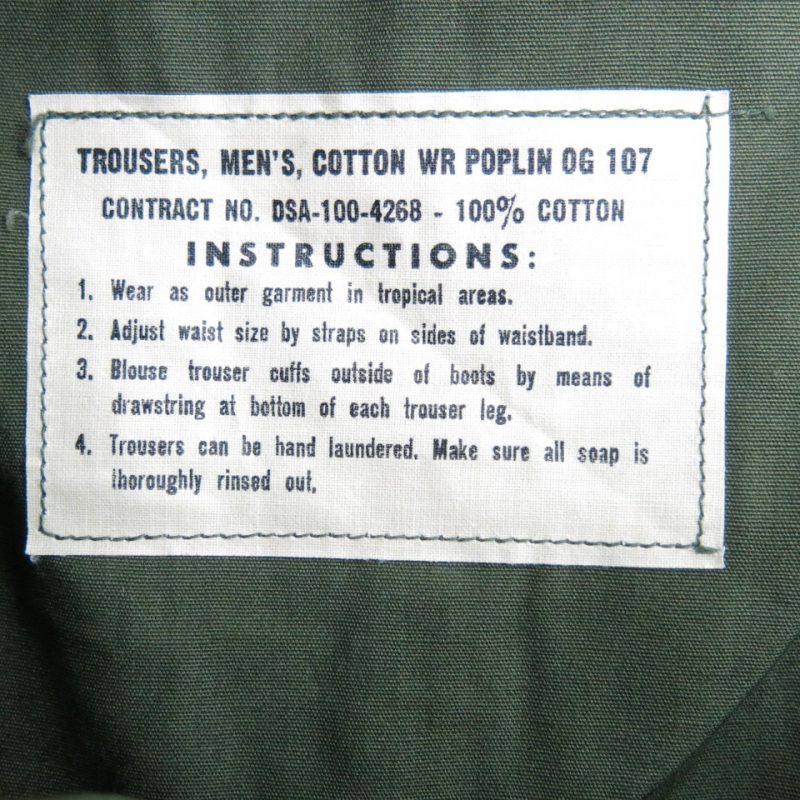 TROUSERS, MEN'S, COTTON WR POPLIN OG 107
CONTRACT NO. DSA-100-4268 - 100% COTTON
INSTRUCTIONS:
1. Wear as outer garment in tropical areas.
2. Adjust waist size by straps on sides of waistband.
3. Blouse trouser cuffs outside of boots by means of
drawstring at bottom of each trouser leg.
4. Trousers can be hand laundered. Make sure all soap is
thoroughly rinsed out.